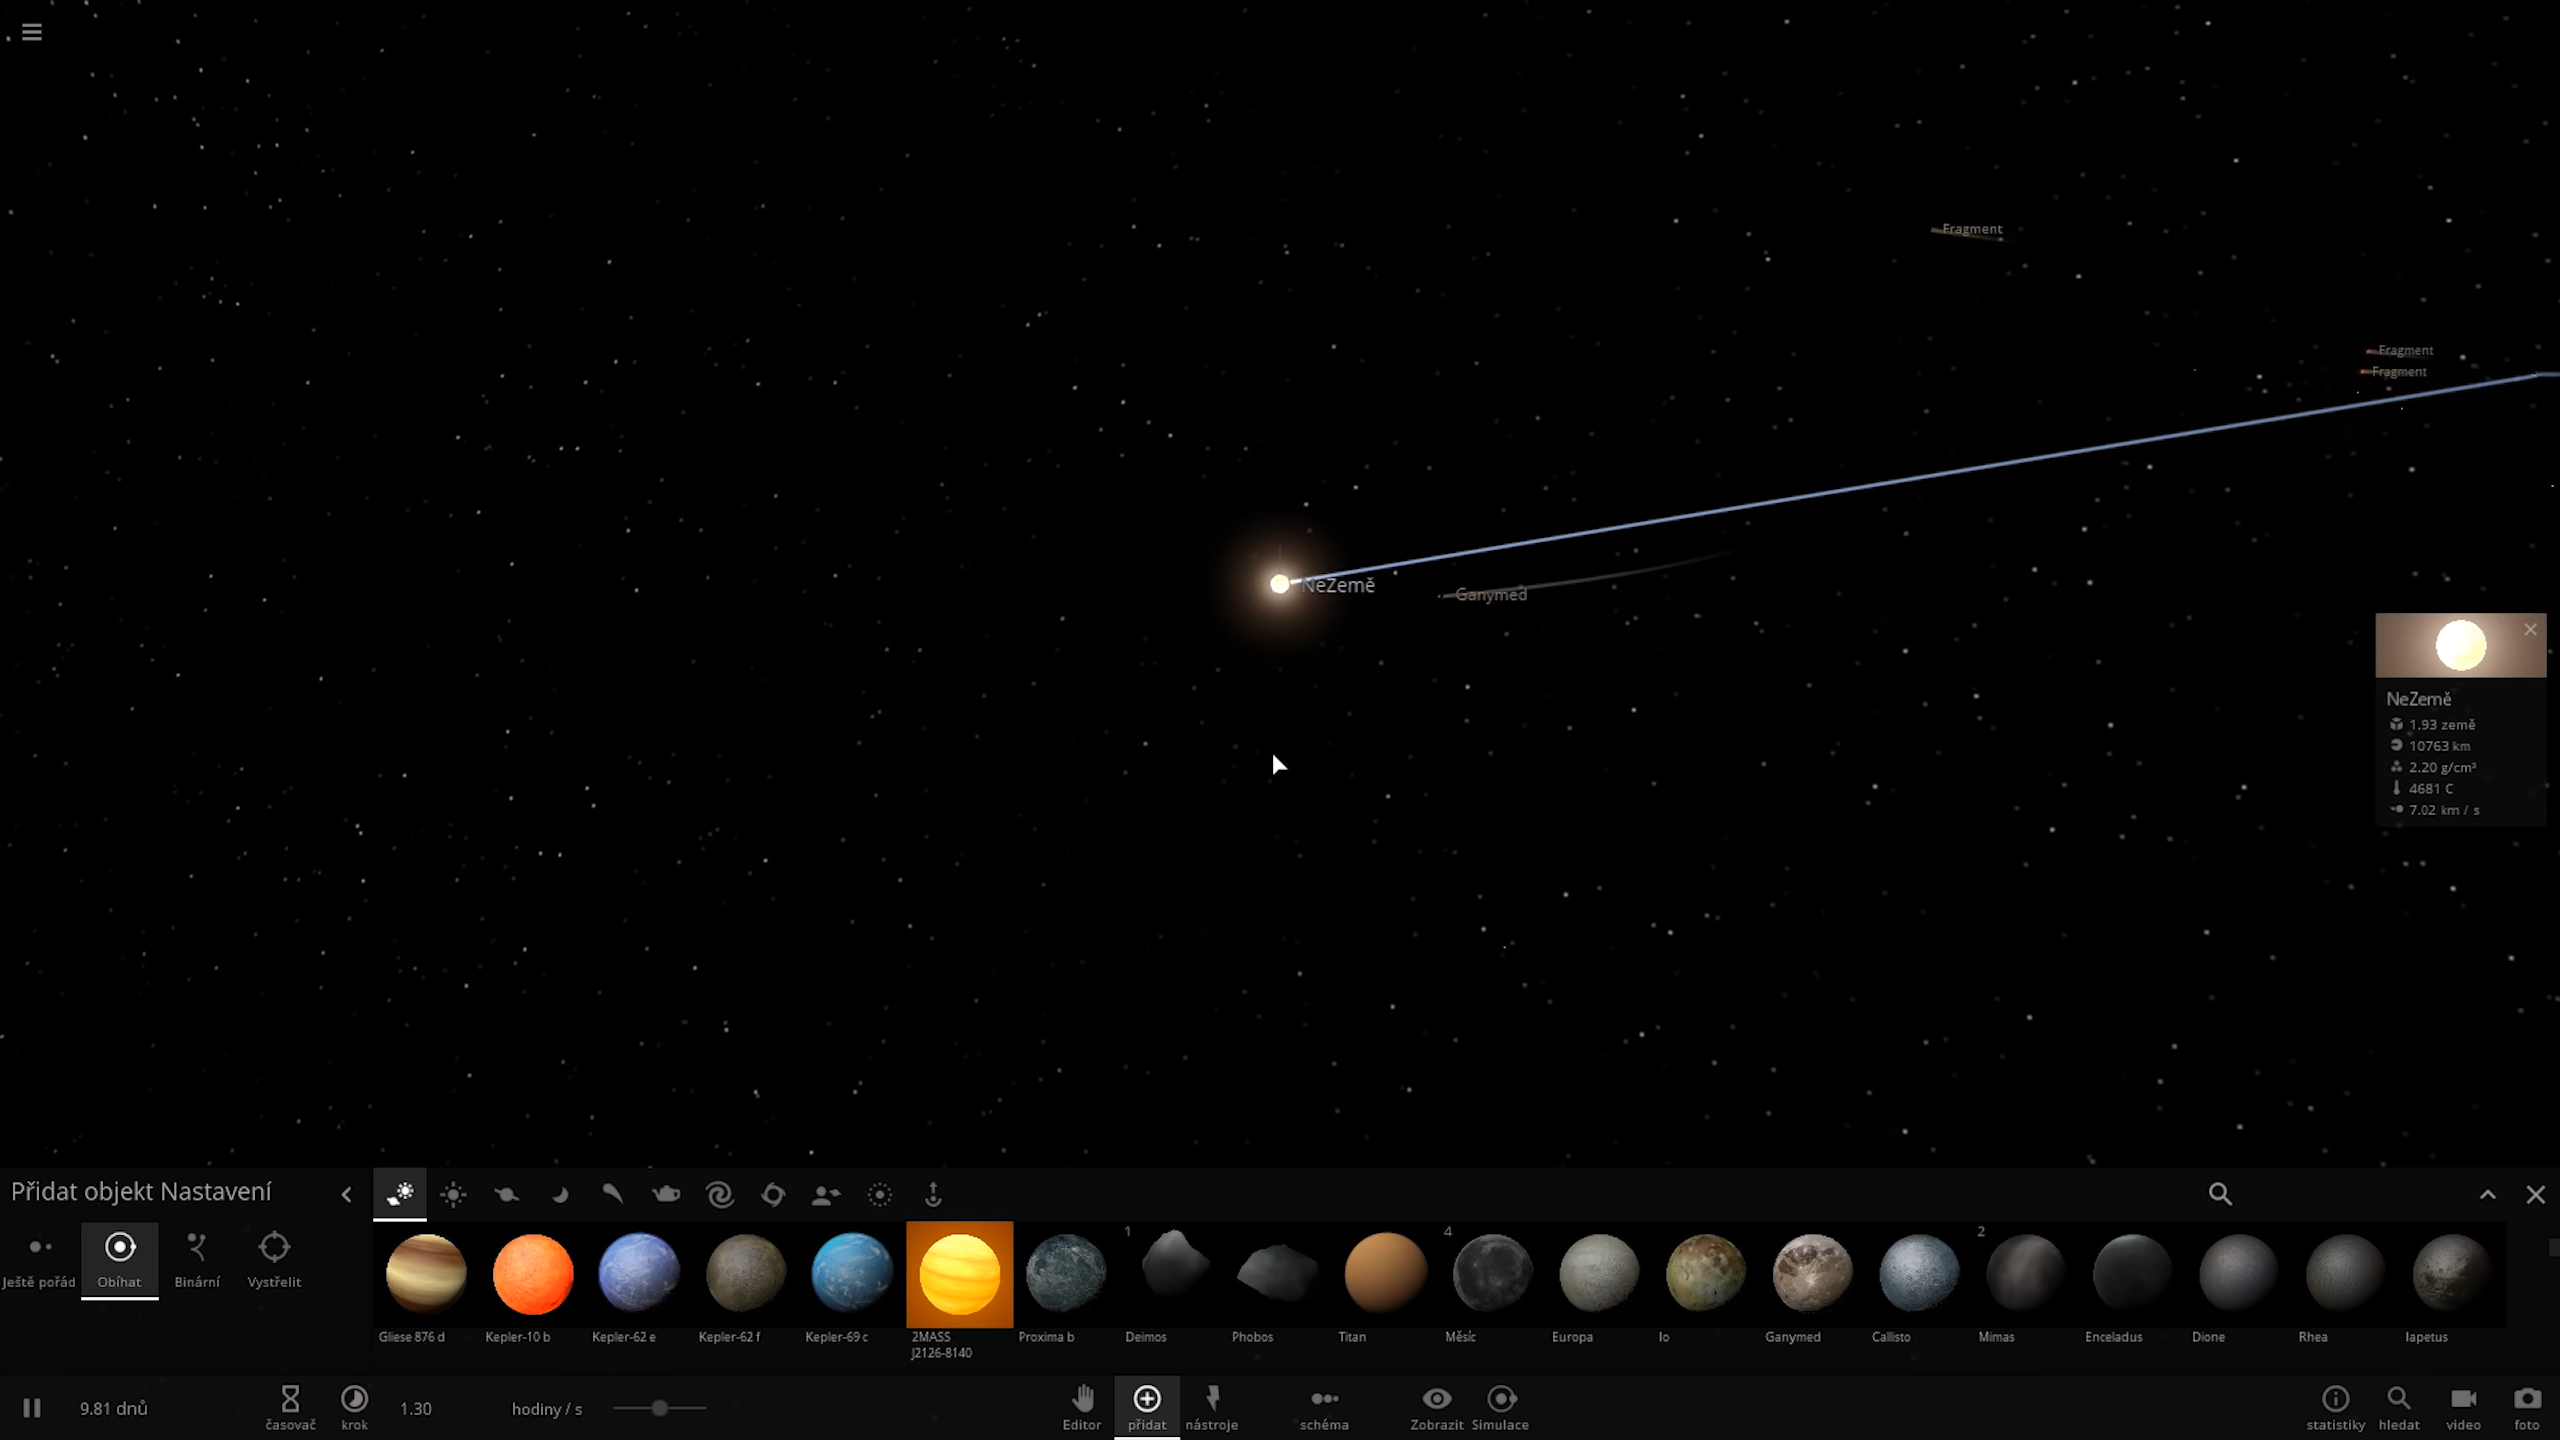 Fragment
Fragment
Fragment
NeZemě
Ganymed
NeZemě
1.93 země
10763 km
2.20 g/cm³
4681 C
7.02 km / s
Přidat objekt Nastavení
Ještě pořád
Obíhat
Binární
Vystřelit
1
4
2
Gliese 876 d
Kepler-10 b
Kepler-62 e
Kepler-62 f
Kepler-69 c
2MASS
J2126-8140
Proxima b
Deimos
Phobos
Titan
Měsíc
Europa
Io
Ganymed
Callisto
Mimas
Enceladus
Dione
Rhea
Iapetus
9.81 dnů
časovač
krok
1.30
hodiny / s
Editor
přidat
nástroje
schéma
Zobrazit
Simulace
statistiky
hledat
video
foto